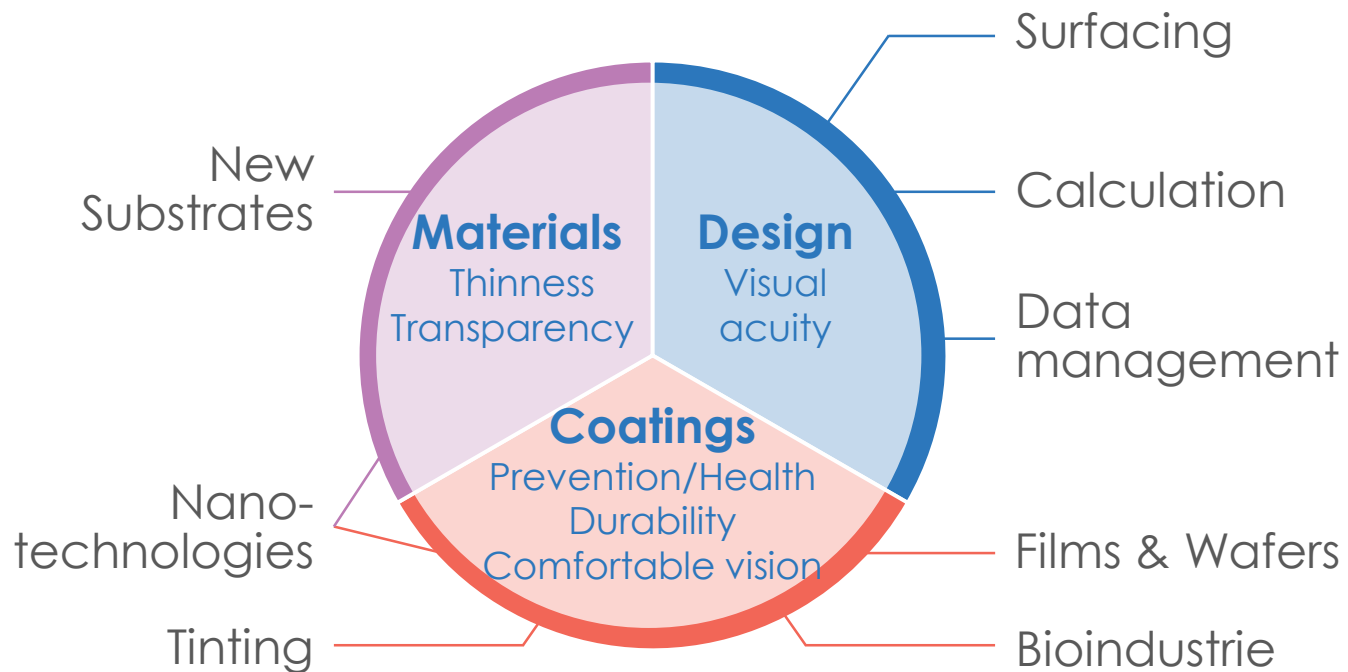 Surfacing
New
Substrates
Calculation
Materials
Thinness
Transparency
Design
Visual
acuity
Data
management
Coatings
Prevention/Health
Durability
Comfortable vision
Nano-
technologies
Films & Wafers
Tinting
Bioindustrie